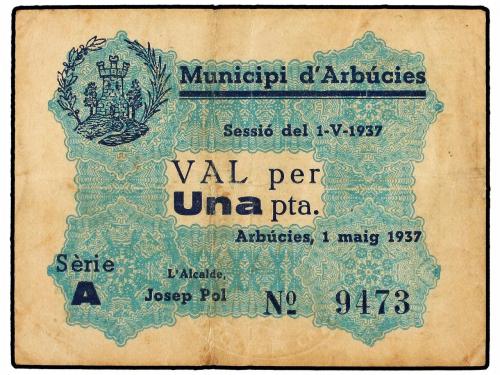 Municipi d'Arbúcies
Sessió del 1-V-1937
VAL per
Una pta.
Arbúcies, 1 maig 1937
Sèrie
A
L'Alcalde,
Josep Pol
Nº 9473